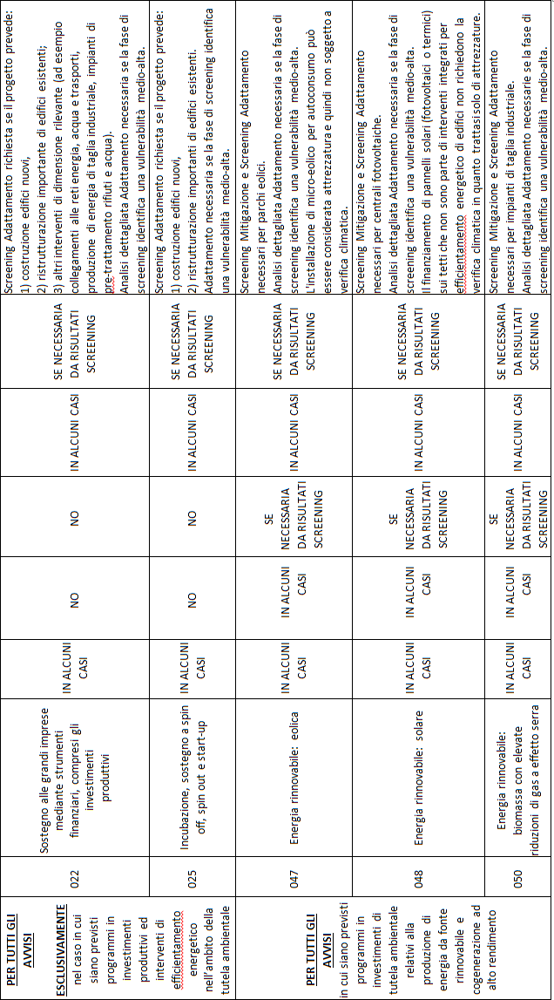 PER TUTTI GLI
AVVISI
ESCLUSIVAMENTE
nel caso in cui
siano previsti
programmi in
investimenti
produttivi ed
interventi di
efficientamento
energetico
nell'ambito della
tutela ambientale
022
Sostegno alle grandi imprese
mediante strumenti
finanziari, compresi gli
investimenti
produttivi
IN ALCUNI
CASI
NO
NO
IN ALCUNI CASI
SE NECESSARIA
DA RISULTATI
SCREENING
Screening Adattamento richiesta se il progetto prevede:
1) costruzione edifici nuovi,
2) ristrutturazione importante di edifici esistenti;
3) altri interventi di dimensione rilevante (ad esempio
collegamenti alle reti energia, acqua e trasporti,
produzione di energia di taglia industriale, impianti di
pre-trattamento rifiuti e acqua).
Analisi dettagliata Adattamento necessaria se la fase di
screening identifica una vulnerabilità medio-alta.
025
Incubazione, sostegno a spin
off, spin out e start-up
IN ALCUNI
CASI
NO
NO
IN ALCUNI CASI
SE NECESSARIA
DA RISULTATI
SCREENING
Screening Adattamento richiesta se il progetto prevede:
1) costruzione edifici nuovi,
2) ristrutturazione importanti di edifici esistenti.
Adattamento necessaria se la fase di screening identifica
una vulnerabilità medio-alta.
PER TUTTI GLI
AVVISI
in cui siano previsti
programmi in
investimenti di
tutela ambientale
relativi alla
produzione di
energia da fonte
rinnovabile e
cogenerazione ad
alto rendimento
047
Energia rinnovabile: eolica
IN ALCUNI
CASI
IN ALCUNI
CASI
SE
NECESSARIA
DA RISULTATI
SCREENING
IN ALCUNI CASI
SE NECESSARIA
DA RISULTATI
SCREENING
Screening Mitigazione e Screening Adattamento
necessari per parchi eolici.
Analisi dettagliata Adattamento necessaria se la fase di
screening identifica una vulnerabilità medio-alta.
L'installazione di micro-eolico per autoconsumo può
essere considerata attrezzatura e quindi non soggetto a
verifica climatica.
048
Energia rinnovabile: solare
IN ALCUNI
CASI
IN ALCUNI
CASI
SE
NECESSARIA
DA RISULTATI
SCREENING
IN ALCUNI CASI
SE NECESSARIA
DA RISULTATI
SCREENING
Screening Mitigazione e Screening Adattamento
necessari per centrali fotovoltaiche.
Analisi dettagliata Adattamento necessaria se la fase di
screening identifica una vulnerabilità medio-alta.
Il finanziamento di pannelli solari (fotovoltaici o termici)
sui tetti che non sono parte di interventi integrati per
efficientamento energetico di edifici non richiedono la
verifica climatica in quanto trattasi solo di attrezzature.
050
Energia rinnovabile:
biomassa con elevate
riduzioni di gas a effetto serra
IN ALCUNI
CASI
IN ALCUNI
CASI
SE
NECESSARIA
DA RISULTATI
SCREENING
IN ALCUNI CASI
SE NECESSARIA
DA RISULTATI
SCREENING
Screening Mitigazione e Screening Adattamento
necessari per impianti di taglia industriale.
Analisi dettagliata Adattamento necessarie se la fase di
screening identifica una vulnerabilità medio-alta.